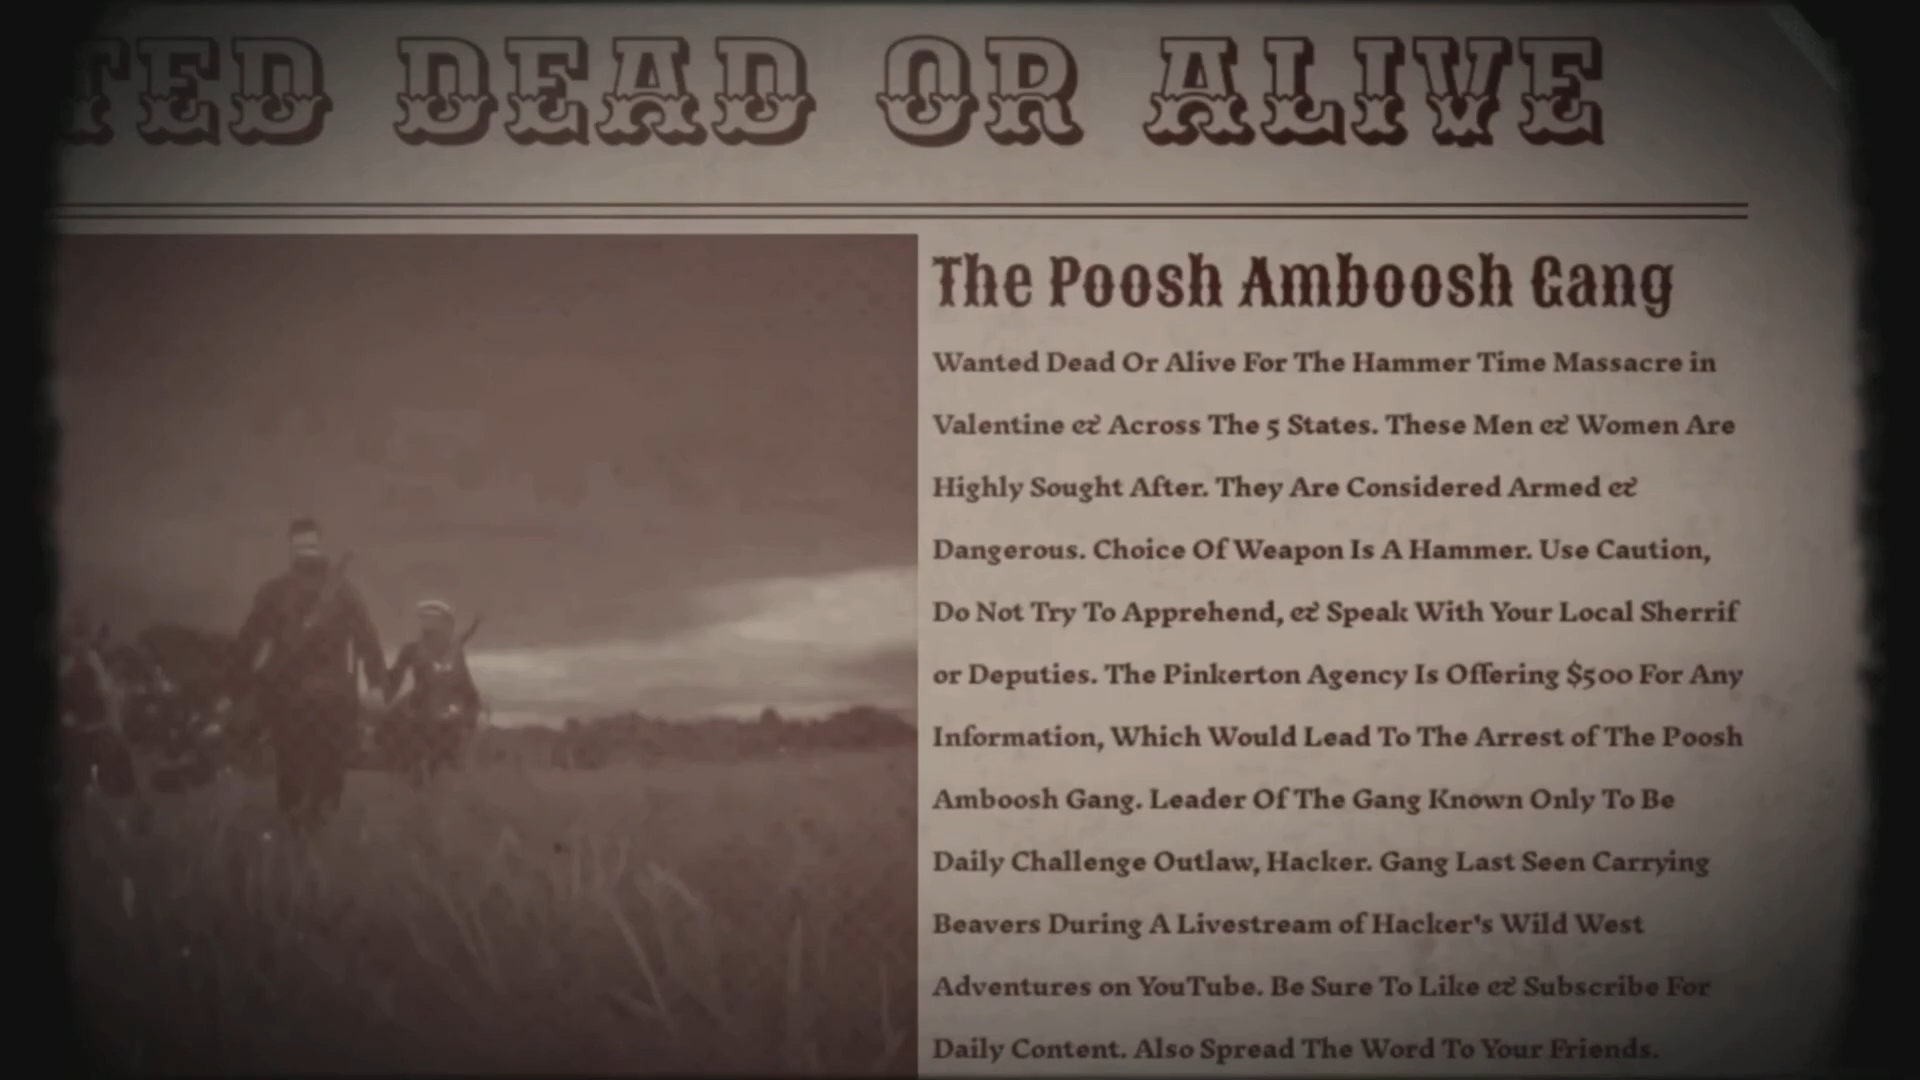 TED DEAD OR ALIVE
The Poosh Amboosh Gang
Wanted Dead Or Alive For The Hammer Time Massacre in
Valentine & Across The 5 States. These Men & Women Are
Highly Sought After. They Are Considered Armed &
Dangerous. Choice Of Weapon Is A Hammer. Use Caution,
Do Not Try To Apprehend, & Speak With Your Local Sherrif
or Deputies. The Pinkerton Agency Is Offering $500 For Any
Information, Which Would Lead To The Arrest of The Poosh
Amboosh Gang. Leader Of The Gang Known Only To Be
Daily Challenge Outlaw, Hacker. Gang Last Seen Carrying
Beavers During A Livestream of Hacker's Wild West
Adventures on YouTube. Be Sure To Like & Subscribe For
Daily Content. Also Spread The Word To Your Friends.